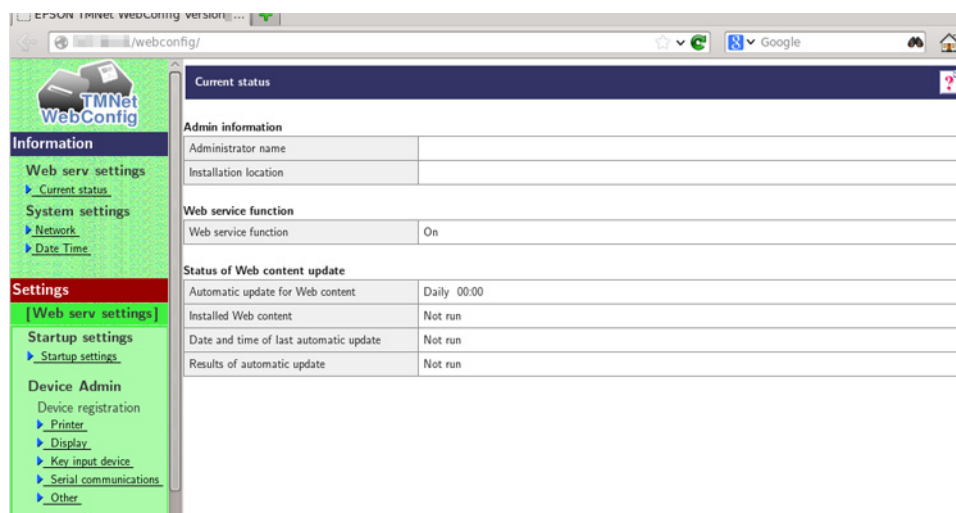 EPSON TMNet WebConfig Version ...
/webconfig/
Google
TMNet
WebConfig
Information
Web serv settings
Current status
System settings
Network
Date Time
Settings
[Web serv settings]
Startup settings
Startup settings
Device Admin
Device registration
Printer
Display
Key input device
Serial communications
Other
Current status
?
Admin information
Administrator name
Installation location
Web service function
Web service function On
Status of Web content update
Automatic update for Web content Daily 00:00
Installed Web content Not run
Date and time of last automatic update Not run
Results of automatic update Not run